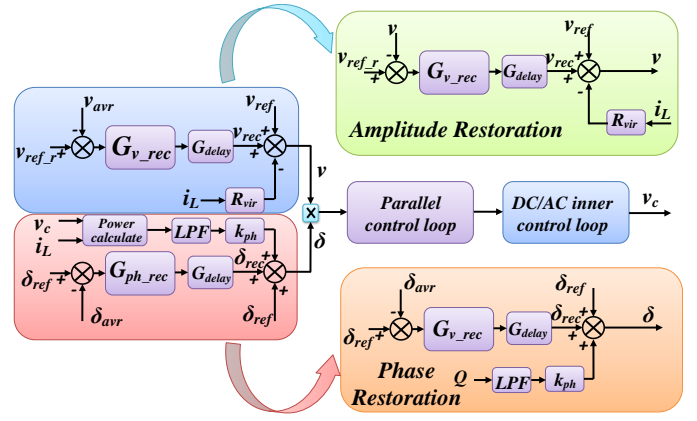 v_avr
v_ref
v_ref_r
+
-
G_v_rec
G_delay
v_rec
+
+
-
i_L
R_vir
v
v_c
i_L
Power
calculate
LPF
k_ph
δ_ref
+
-
δ_avr
G_ph_rec
G_delay
δ_rec
+
+
+
δ_ref
δ
X
Parallel
control loop
DC/AC inner
control loop
v_c
v
v_ref
v_ref_r
+
-
G_v_rec
G_delay
v_rec
+
+
-
v
R_vir
i_L
Amplitude Restoration
δ_avr
δ_ref
δ_ref
+
-
G_v_rec
G_delay
δ_rec
+
+
+
δ
Q
LPF
k_ph
Phase
Restoration